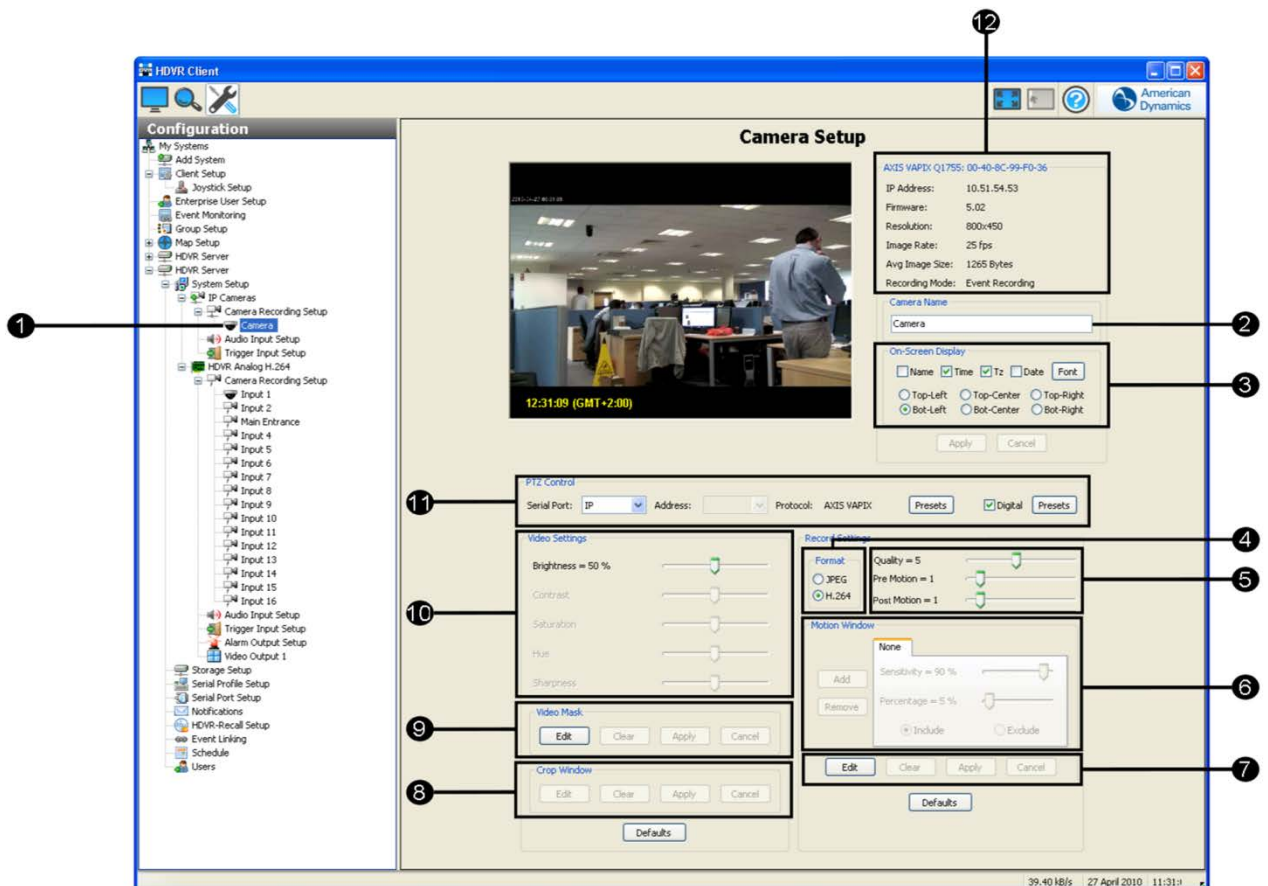 12
HDVR Client
American
Dynamics
Configuration
My Systems
Add System
Client Setup
Joystick Setup
Enterprise User Setup
Event Monitoring
Group Setup
Map Setup
HDVR Server
HDVR Server
System Setup
IP Cameras
Camera Recording Setup
Camera
Audio Input Setup
Trigger Input Setup
HDVR Analog H.264
Camera Recording Setup
Input 1
Input 2
Main Entrance
Input 4
Input 5
Input 6
Input 7
Input 8
Input 9
Input 10
Input 11
Input 12
Input 13
Input 14
Input 15
Input 16
Audio Input Setup
Trigger Input Setup
Alarm Output Setup
Video Output 1
Storage Setup
Serial Profile Setup
Serial Port Setup
Notifications
HDVR-Recall Setup
Event Linking
Schedule
Users
1
Camera Setup
12:31:09 (GMT+2:00)
AXIS VAPIX Q1755: 00-40-8C-99-F0-36
IP Address: 10.51.54.53
Firmware: 5.02
Resolution: 800x450
Image Rate: 25 fps
Avg Image Size: 1265 Bytes
Recording Mode: Event Recording
Camera Name
Camera
2
On-Screen Display
Name Time Tz Date Font
Top-Left Top-Center Top-Right
Bot-Left Bot-Center Bot-Right
3
Apply Cancel
PTZ Control
Serial Port: IP Address: Protocol: AXIS VAPIX Presets Digital Presets
11
Video Settings
Brightness = 50 %
Contrast
Saturation
Hue
Sharpness
10
Video Mask
Edit Clear Apply Cancel
9
Crop Window
Edit Clear Apply Cancel
8
Defaults
Record Settings
Format
JPEG
H.264
4
Quality = 5
Pre Motion = 1
Post Motion = 1
5
Motion Window
None
Add
Remove
Sensitivity = 90 %
Percentage = 5 %
Include Exclude
6
Edit Clear Apply Cancel
7
Defaults
39.40 kB/s 27 April 2010